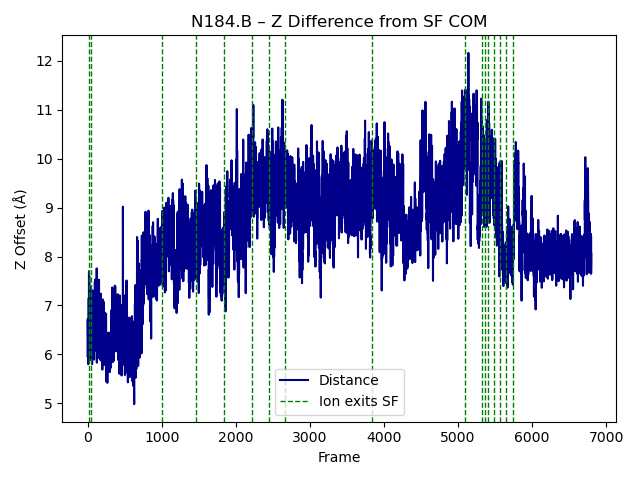 N184.B – Z Difference from SF COM
Z Offset (Å)
12
11
10
9
8
7
6
5
Distance
Ion exits SF
0 1000 2000 3000 4000 5000 6000 7000
Frame